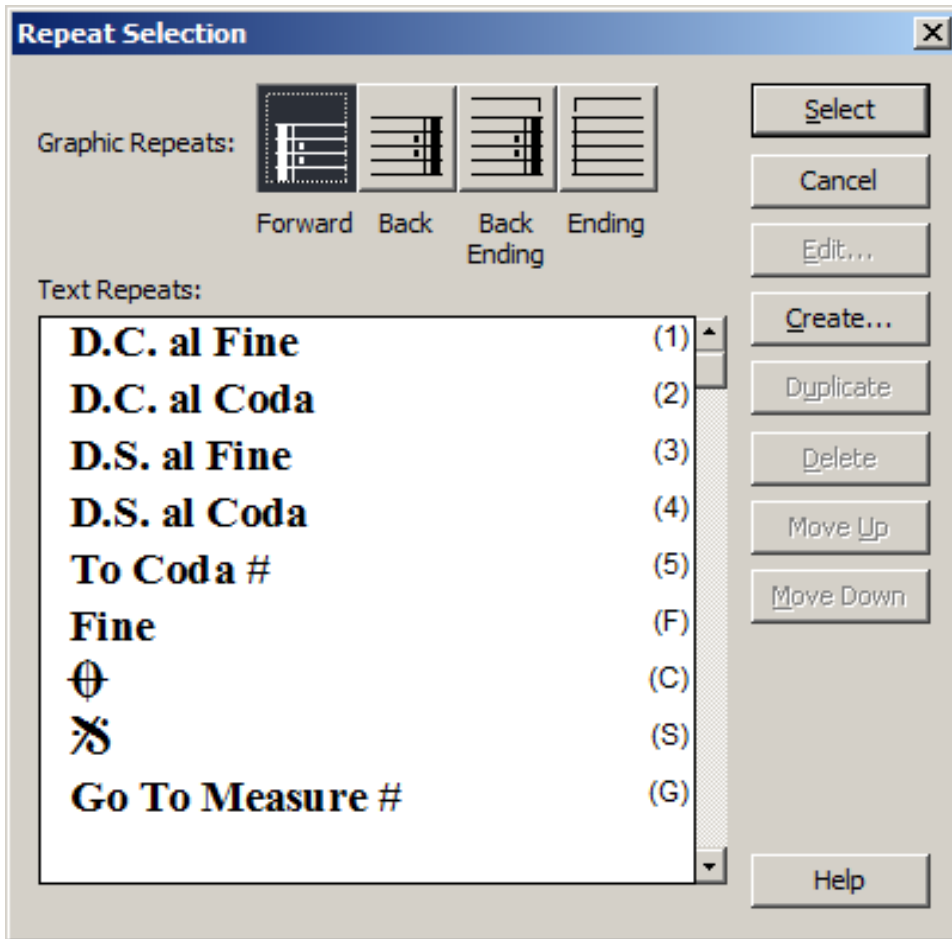 Repeat Selection
Graphic Repeats:
Forward
Back
Back
Ending
Ending
Text Repeats:
D.C. al Fine (1)
D.C. al Coda (2)
D.S. al Fine (3)
D.S. al Coda (4)
To Coda # (5)
Fine (F)
(C)
(S)
Go To Measure # (G)
Select
Cancel
Edit...
Create...
Duplicate
Delete
Move Up
Move Down
Help